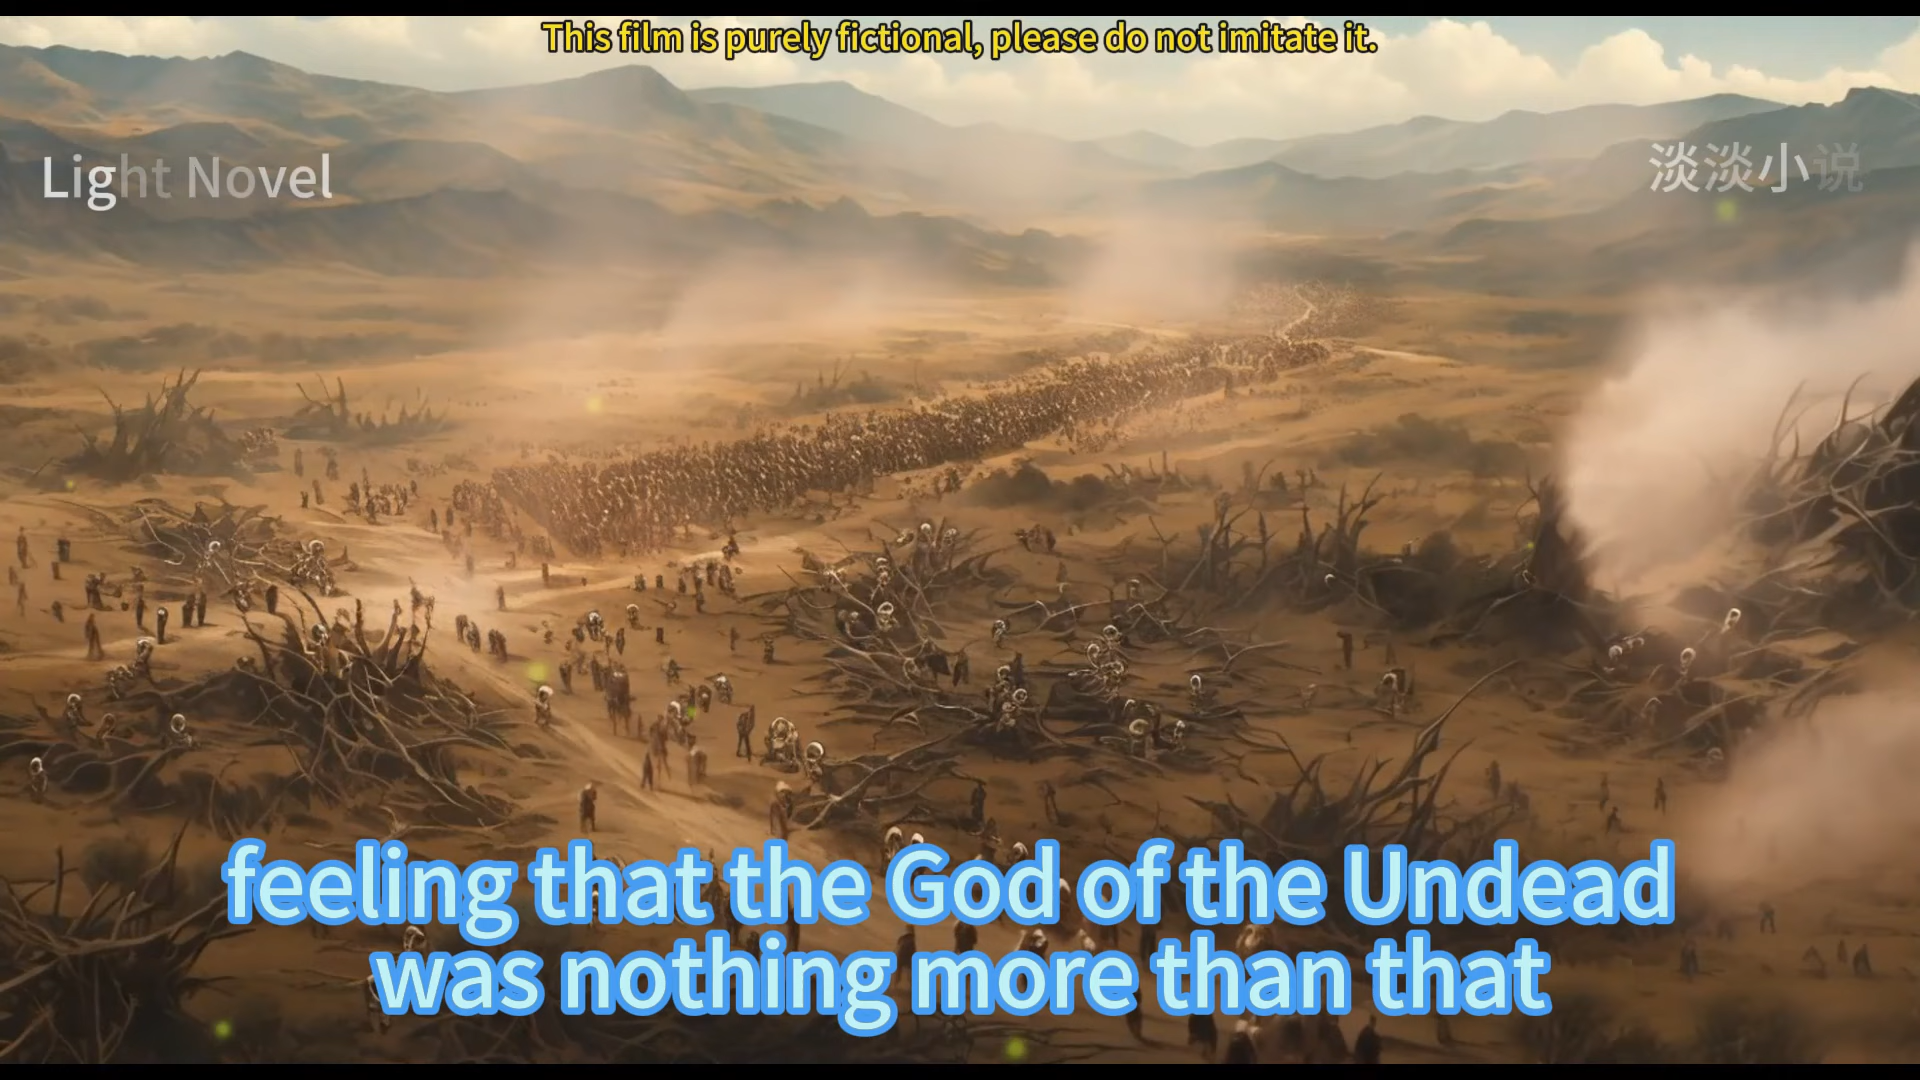 This film is purely fictional, please do not imitate it.
Light Novel
淡淡小说
feeling that the God of the Undead
was nothing more than that